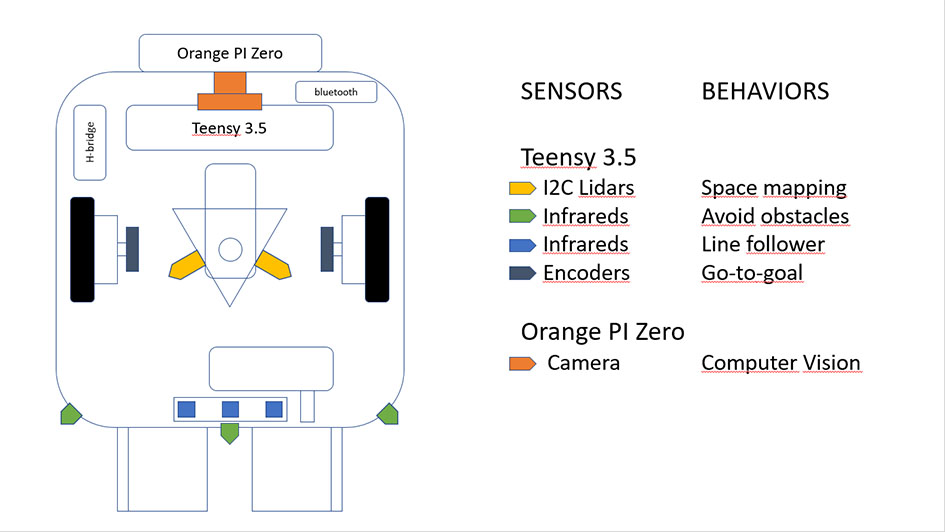 Orange PI Zero
bluetooth
Teensy 3.5
H-bridge
SENSORS BEHAVIORS
Teensy 3.5
I2C Lidars Space mapping
Infrareds Avoid obstacles
Infrareds Line follower
Encoders Go-to-goal
Orange PI Zero
Camera Computer Vision